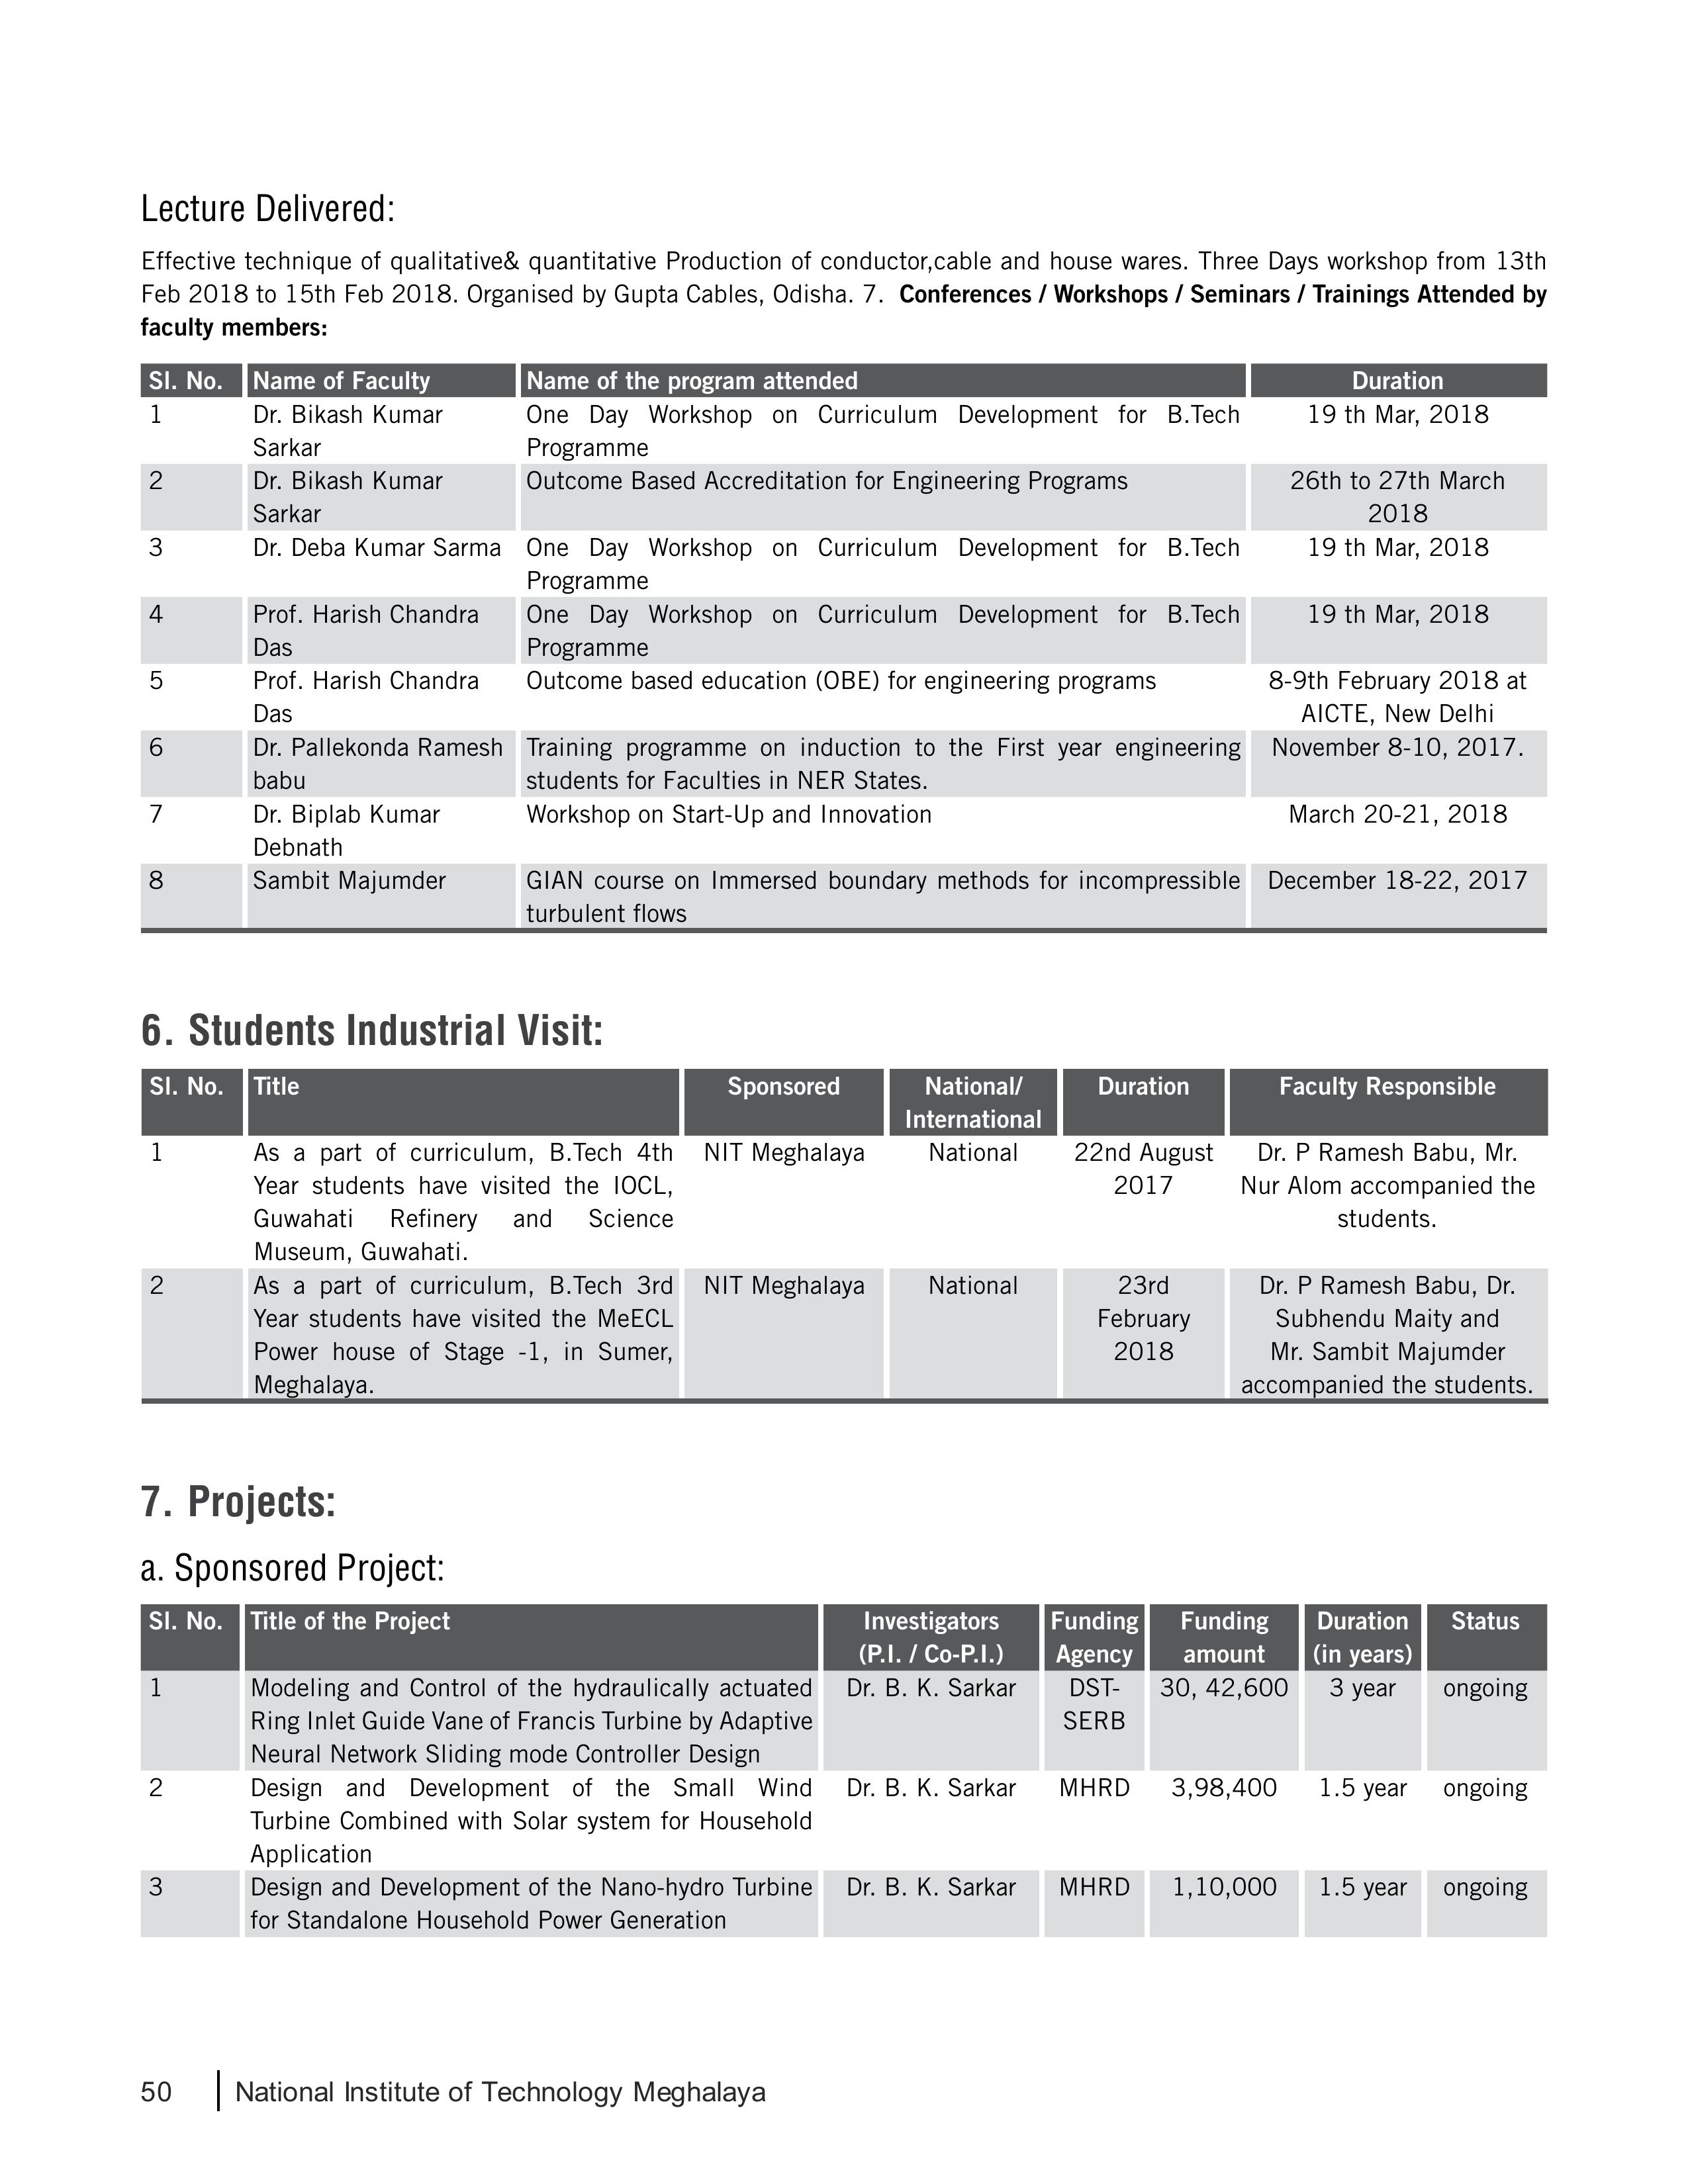 Lecture Delivered:
Effective technique of qualitative& quantitative Production of conductor,cable and house wares. Three Days workshop from 13th
Feb 2018 to 15th Feb 2018. Organised by Gupta Cables, Odisha. 7. Conferences / Workshops / Seminars / Trainings Attended by
faculty members:
Sl. No. Name of Faculty Name of the program attended Duration
1 Dr. Bikash Kumar One Day Workshop on Curriculum Development for B.Tech 19 th Mar, 2018
Sarkar Programme
2 Dr. Bikash Kumar Outcome Based Accreditation for Engineering Programs 26th to 27th March
Sarkar 2018
3 Dr. Deba Kumar Sarma One Day Workshop on Curriculum Development for B.Tech 19 th Mar, 2018
Programme
4 Prof. Harish Chandra One Day Workshop on Curriculum Development for B.Tech 19 th Mar, 2018
Das Programme
5 Prof. Harish Chandra Outcome based education (OBE) for engineering programs 8-9th February 2018 at
Das AICTE, New Delhi
6 Dr. Pallekonda Ramesh Training programme on induction to the First year engineering November 8-10, 2017.
babu students for Faculties in NER States.
7 Dr. Biplab Kumar Workshop on Start-Up and Innovation March 20-21, 2018
Debnath
8 Sambit Majumder GIAN course on Immersed boundary methods for incompressible December 18-22, 2017
turbulent flows
6. Students Industrial Visit:
Sl. No. Title Sponsored National/ Duration Faculty Responsible
International
1 As a part of curriculum, B.Tech 4th NIT Meghalaya National 22nd August Dr. P Ramesh Babu, Mr.
Year students have visited the IOCL, 2017 Nur Alom accompanied the
Guwahati Refinery and Science students.
Museum, Guwahati.
2 As a part of curriculum, B.Tech 3rd NIT Meghalaya National 23rd Dr. P Ramesh Babu, Dr.
Year students have visited the MeECL February Subhendu Maity and
Power house of Stage -1, in Sumer, 2018 Mr. Sambit Majumder
Meghalaya. accompanied the students.
7. Projects:
a. Sponsored Project:
Sl. No. Title of the Project Investigators Funding Funding Duration Status
(P.I. / Co-P.I.) Agency amount (in years)
1 Modeling and Control of the hydraulically actuated Dr. B. K. Sarkar DST- 30, 42,600 3 year ongoing
Ring Inlet Guide Vane of Francis Turbine by Adaptive SERB
Neural Network Sliding mode Controller Design
2 Design and Development of the Small Wind Dr. B. K. Sarkar MHRD 3,98,400 1.5 year ongoing
Turbine Combined with Solar system for Household
Application
3 Design and Development of the Nano-hydro Turbine Dr. B. K. Sarkar MHRD 1,10,000 1.5 year ongoing
for Standalone Household Power Generation
50 National Institute of Technology Meghalaya